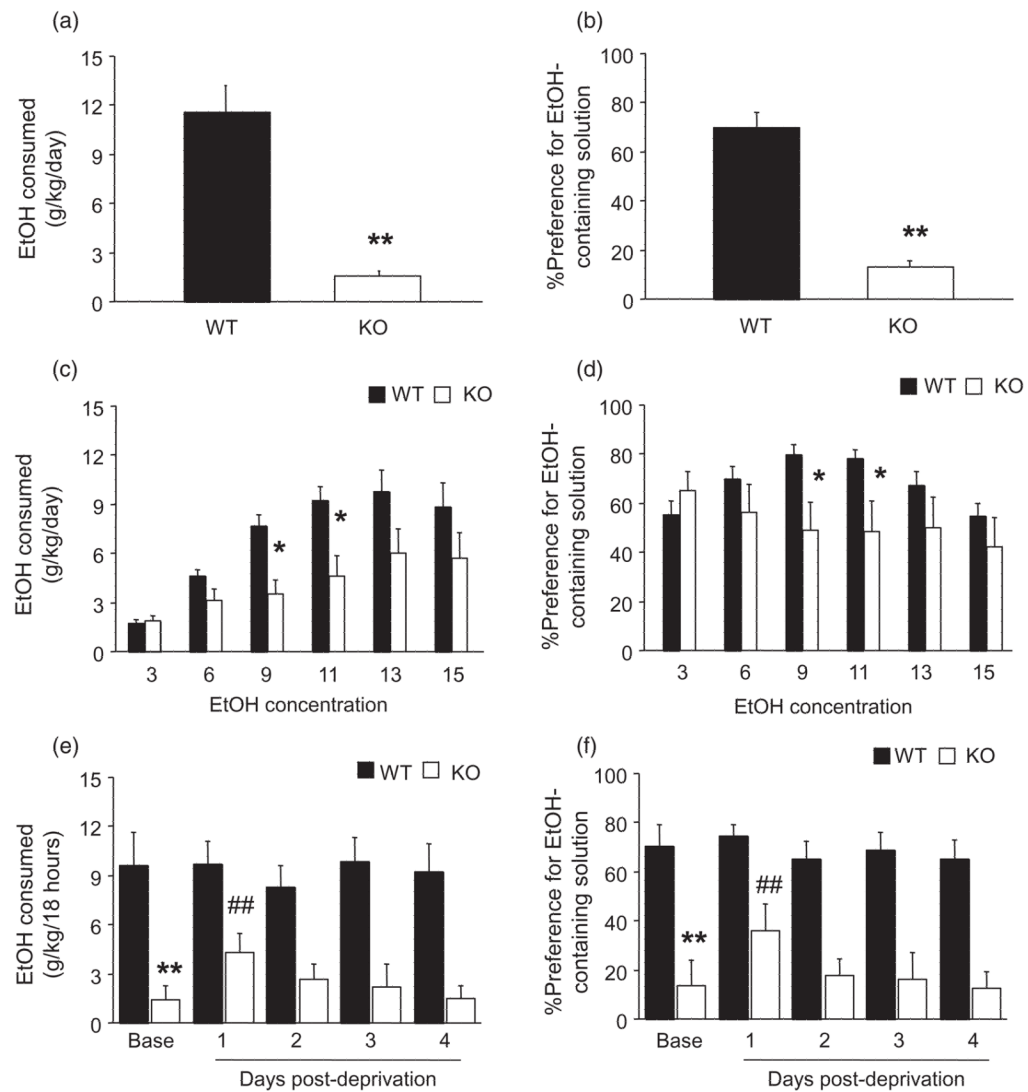 (a)
EtOH consumed
(g/kg/day)
15
12
9
6
3
0
**
WT KO
(b)
%Preference for EtOH-
containing solution
100
80
60
40
20
0
**
WT KO
(c)
WT KO
EtOH consumed
(g/kg/day)
15
12
9
6
3
0
*
*
3 6 9 11 13 15
EtOH concentration
(d)
WT KO
%Preference for EtOH-
containing solution
100
80
60
40
20
60
*
*
3 6 9 11 13 15
EtOH concentration
(e)
WT KO
EtOH consumed
(g/kg/18 hours)
15
12
9
6
3
0
**
##
Base 1 2 3 4
Days post-deprivation
(f)
WT KO
%Preference for EtOH-
containing solution
100
80
60
40
20
0
**
##
Base 1 2 3 4
Days post-deprivation